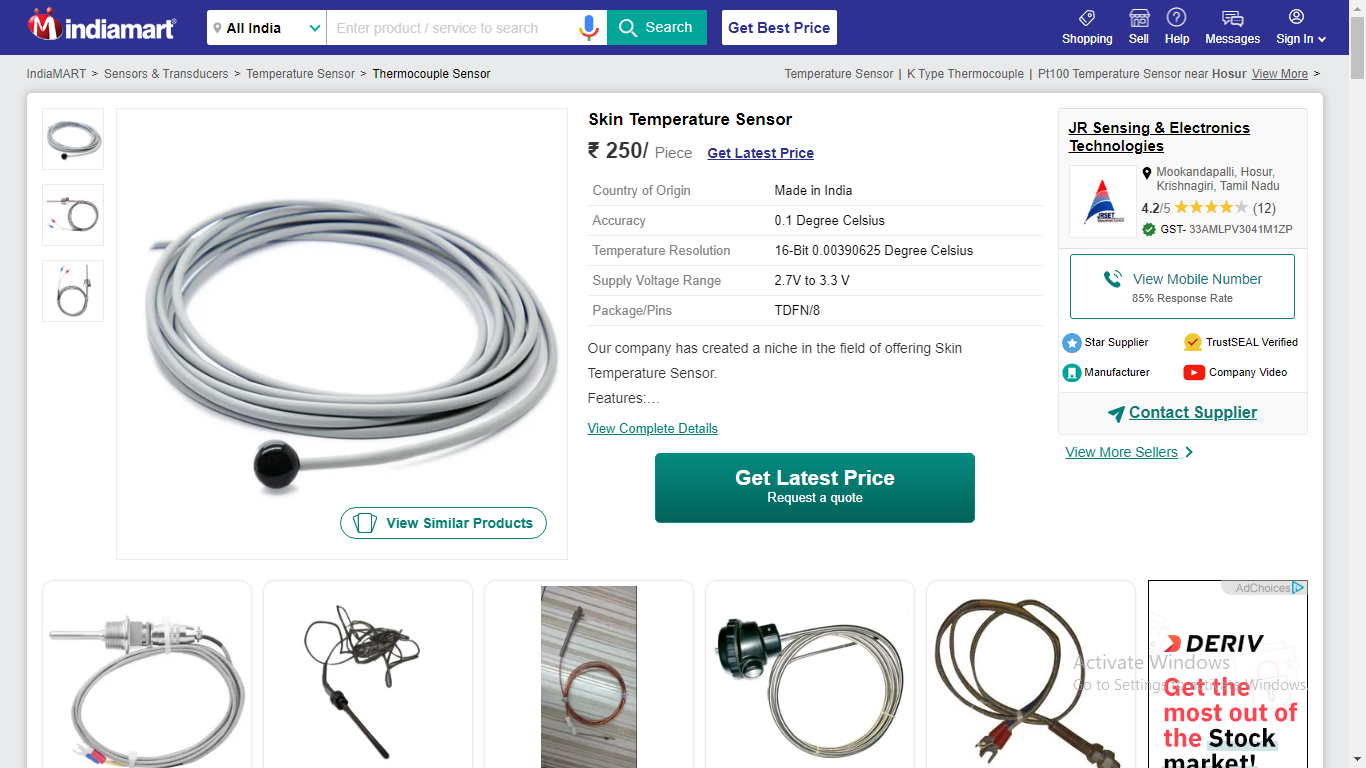 indiamart
All India
Enter product / service to search
Search
Get Best Price
Shopping
Sell
Help
Messages
Sign In
IndiaMART > Sensors & Transducers > Temperature Sensor > Thermocouple Sensor
Temperature Sensor | K Type Thermocouple | Pt100 Temperature Sensor near Hosur View More >
Skin Temperature Sensor
₹ 250/ Piece Get Latest Price
Country of Origin Made in India
Accuracy 0.1 Degree Celsius
Temperature Resolution 16-Bit 0.00390625 Degree Celsius
Supply Voltage Range 2.7V to 3.3 V
Package/Pins TDFN/8
Our company has created a niche in the field of offering Skin
Temperature Sensor.
Features:…
View Complete Details
Get Latest Price
Request a quote
View Similar Products
JR Sensing & Electronics
Technologies
JRSET
Mookandapalli, Hosur,
Krishnagiri, Tamil Nadu
4.2/5 (12)
GST- 33AMLPV3041M1ZP
View Mobile Number
85% Response Rate
Star Supplier
TrustSEAL Verified
Manufacturer
Company Video
Contact Supplier
View More Sellers
AdChoices
DERIV
Activate Windows
Go to Settings to activate Windows.
Get the
most out of
the Stock
market!